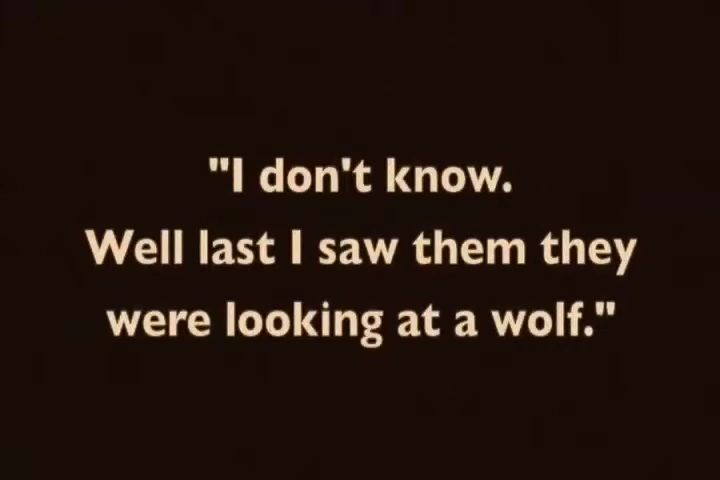 "I don't know.
Well last I saw them they
were looking at a wolf."